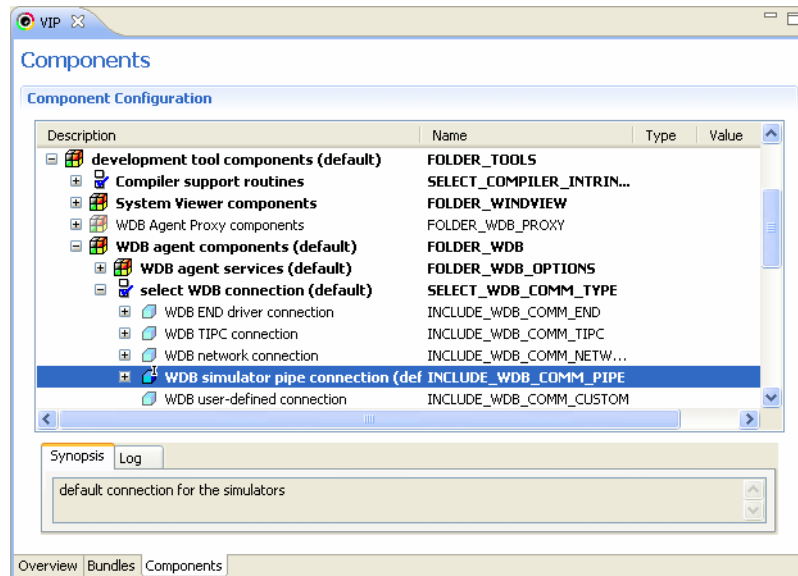 VIP
Components
Component Configuration
Description Name Type Value
development tool components (default) FOLDER_TOOLS
Compiler support routines SELECT_COMPILER_INTRIN...
System Viewer components FOLDER_WINDVIEW
WDB Agent Proxy components FOLDER_WDB_PROXY
WDB agent components (default) FOLDER_WDB
WDB agent services (default) FOLDER_WDB_OPTIONS
select WDB connection (default) SELECT_WDB_COMM_TYPE
WDB END driver connection INCLUDE_WDB_COMM_END
WDB TIPC connection INCLUDE_WDB_COMM_TIPC
WDB network connection INCLUDE_WDB_COMM_NETW...
WDB simulator pipe connection (def INCLUDE_WDB_COMM_PIPE
WDB user-defined connection INCLUDE_WDB_COMM_CUSTOM
Synopsis Log
default connection for the simulators
Overview Bundles Components